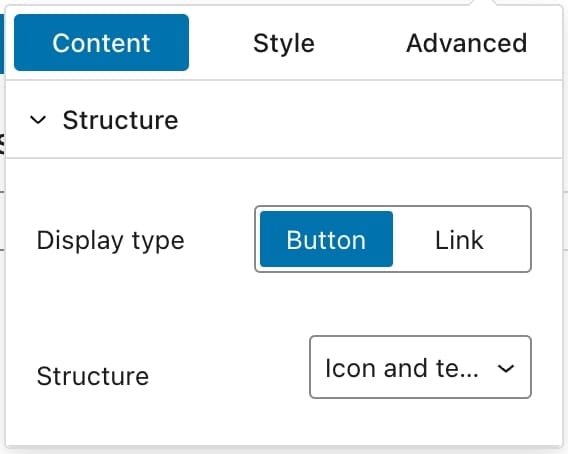 Content Style Advanced
Structure
Display type Button Link
Structure Icon and te...